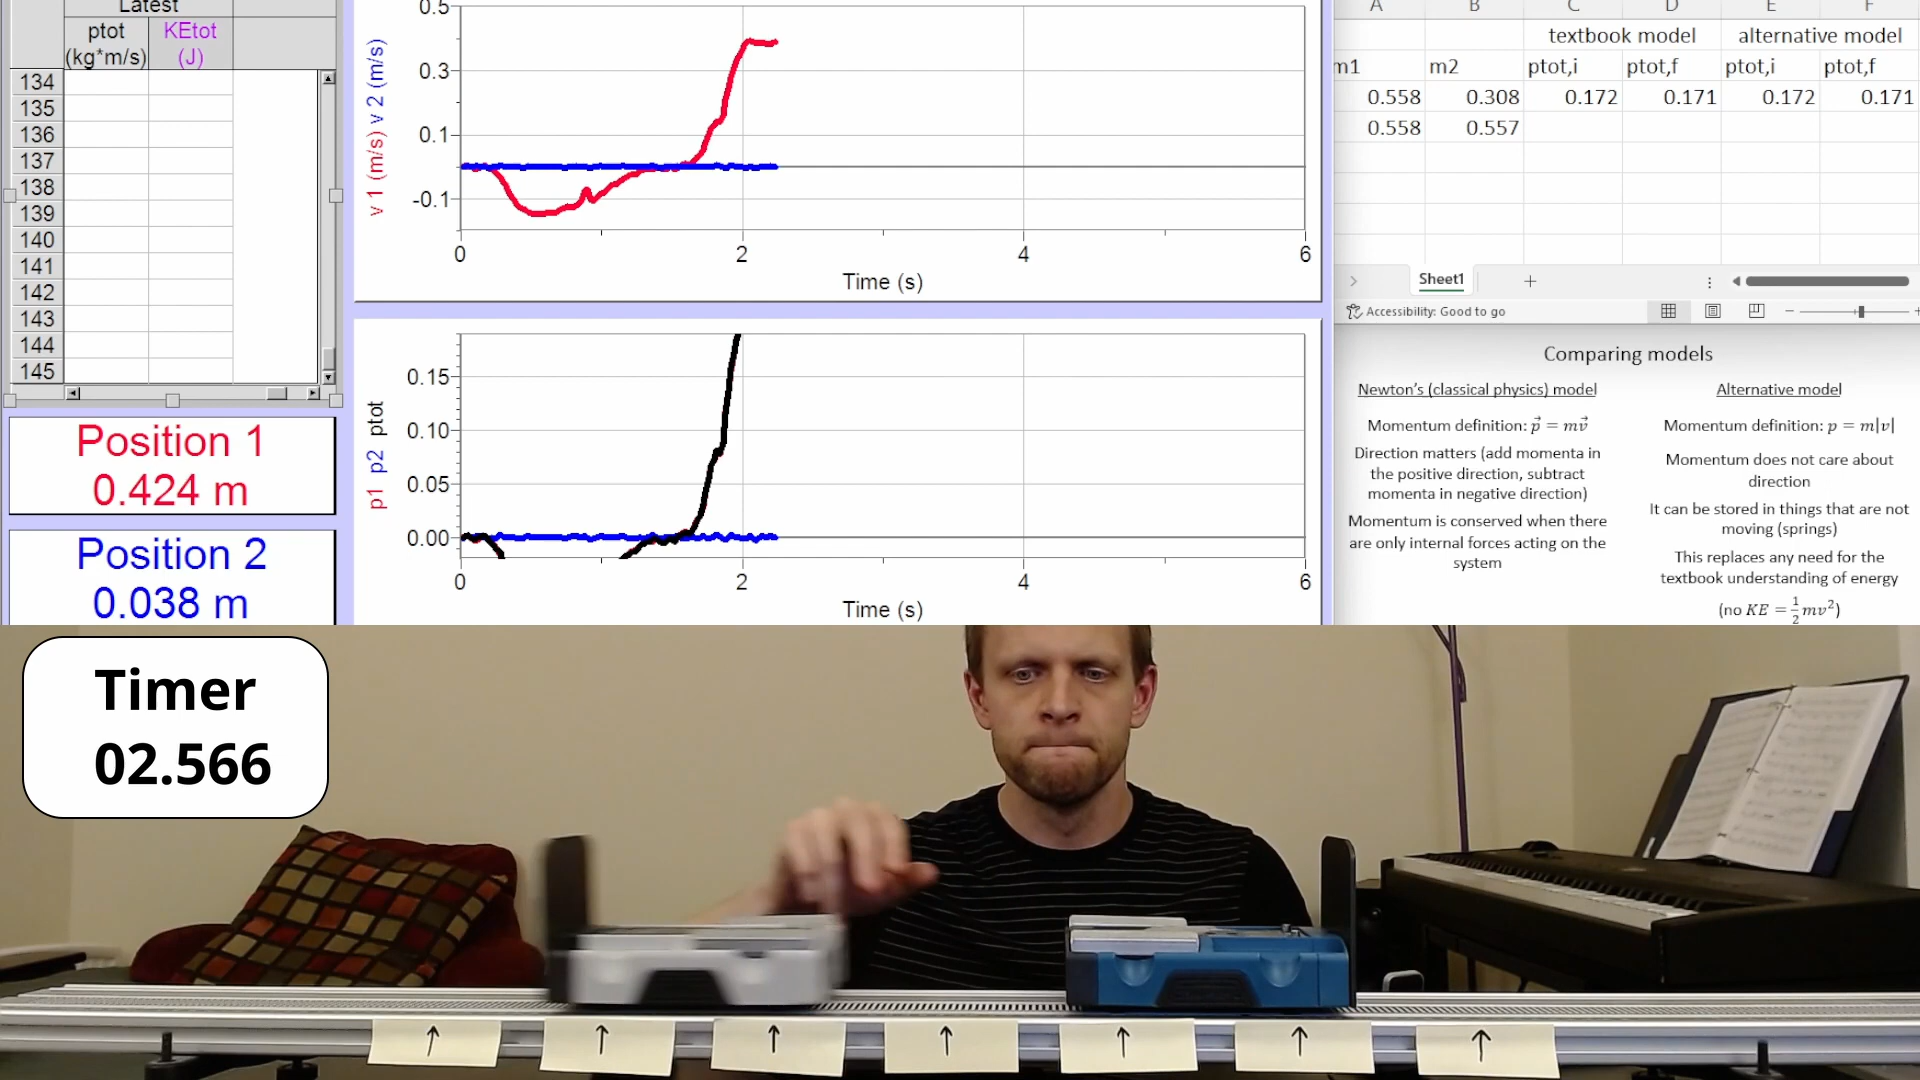 Latest
ptot
(kg*m/s)
KEtot
(J)
134
135
136
137
138
139
140
141
142
143
144
145
Position 1
0.424 m
Position 2
0.038 m
v 1 (m/s) v 2 (m/s)
0.5
0.3
0.1
-0.1
0
2
4
6
Time (s)
p1 p2 ptot
0.15
0.10
0.05
0.00
0
2
4
6
Time (s)
A B C D E F
textbook model alternative model
m1 m2 ptot,i ptot,f ptot,i ptot,f
0.558 0.308 0.172 0.171 0.172 0.171
0.558 0.557
Sheet1
Accessibility: Good to go
Comparing models
Newton's (classical physics) model
Momentum definition: p⃗ = mv⃗
Direction matters (add momenta in
the positive direction, subtract
momenta in negative direction)
Momentum is conserved when there
are only internal forces acting on the
system
Alternative model
Momentum definition: p = m|v|
Momentum does not care about
direction
It can be stored in things that are not
moving (springs)
This replaces any need for the
textbook understanding of energy
(no KE = 1/2 mv²)
Timer
02.566